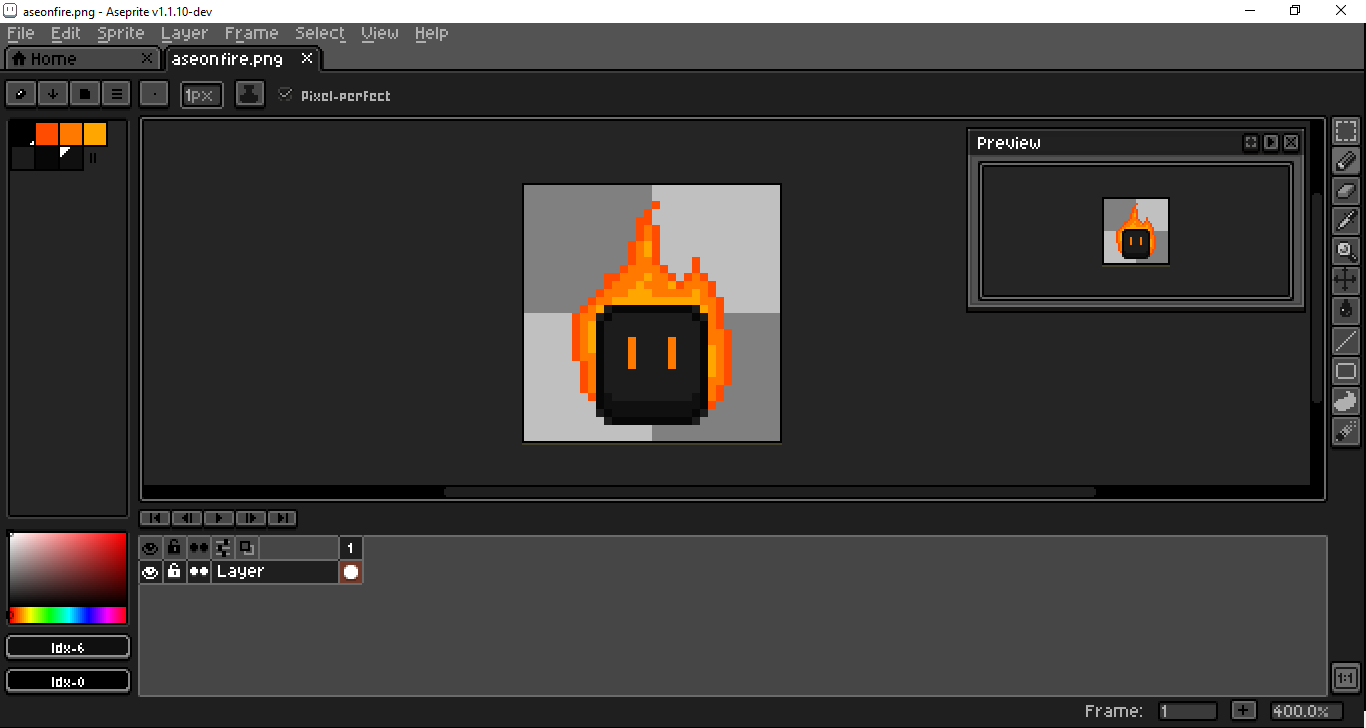 aseonfire.png - Aseprite v1.1.10-dev
File Edit Sprite Layer Frame Select View Help
Home aseonfire.png
1px Pixel-perfect
Preview
1
Layer
Idx-6
Idx-0
1:1
Frame: 1 + 400.0%